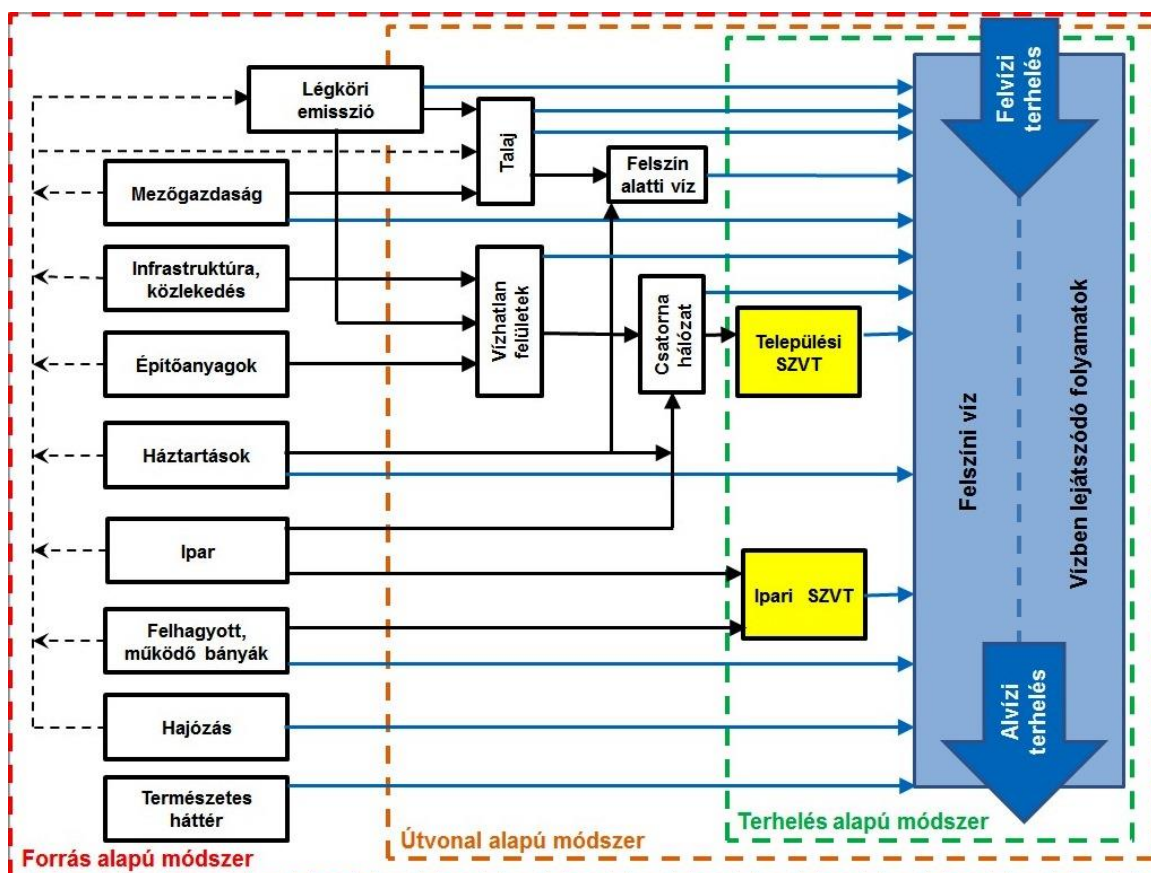 Légköri
emisszió
Mezőgazdaság
Infrastruktúra,
közlekedés
Építőanyagok
Háztartások
Ipar
Felhagyott,
működő bányák
Hajózás
Természetes
háttér
Forrás alapú módszer
Talaj
Felszín
alatti víz
Vízhatlan
felületek
Csatorna
hálózat
Útvonal alapú módszer
Települési
SZVT
Ipari SZVT
Terhelés alapú módszer
Felvízi
terhelés
Felszíni víz
Vízben lejátszódó folyamatok
Alvízi
terhelés